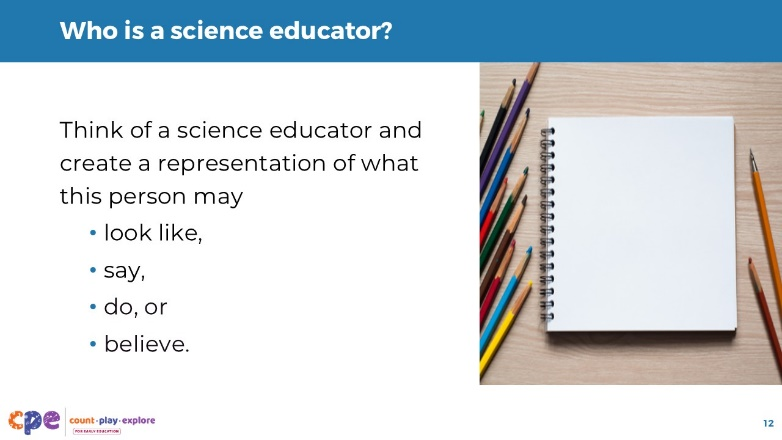 Who is a science educator?
Think of a science educator and
create a representation of what
this person may
• look like,
• say,
• do, or
• believe.
cpe
count·play·explore
FOR EARLY EDUCATION
12